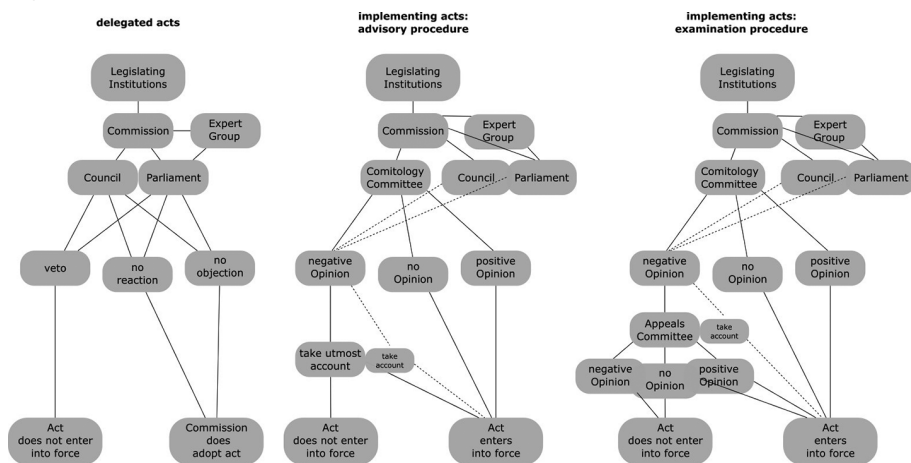 delegated acts
Legislating
Institutions
Commission
Expert
Group
Council
Parliament
veto
no
reaction
no
objection
Act
does not enter
into force
Commission
does
adopt act
implementing acts:
advisory procedure
Legislating
Institutions
Commission
Expert
Group
Comitology
Committee
Council
Parliament
negative
Opinion
no
Opinion
positive
Opinion
take utmost
account
take
account
Act
does not enter
into force
Act
enters
into force
implementing acts:
examination procedure
Legislating
Institutions
Commission
Expert
Group
Comitology
Committee
Council
Parliament
negative
Opinion
no
Opinion
positive
Opinion
Appeals
Committee
take
account
negative
Opinion
no
Opinion
positive
Opinion
Act
does not enter
into force
Act
enters
into force